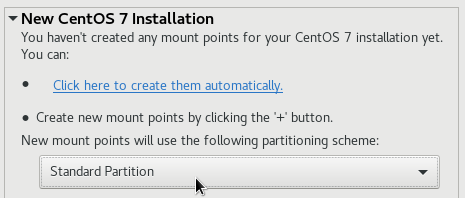 New CentOS 7 Installation
You haven't created any mount points for your CentOS 7 installation yet.
You can:
• Click here to create them automatically.
• Create new mount points by clicking the '+' button.
New mount points will use the following partitioning scheme:
Standard Partition